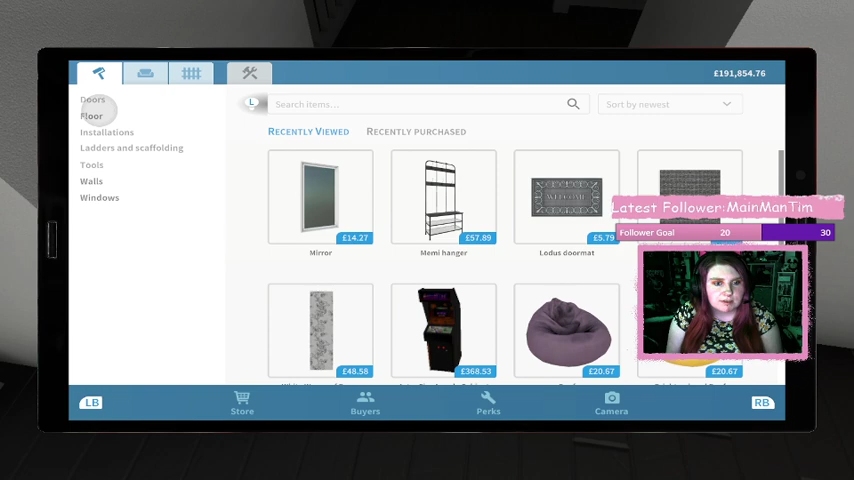 £191,854.76
Doors
Floor
Installations
Ladders and scaffolding
Tools
Walls
Windows
L
Search items...
Sort by newest
RECENTLY VIEWED
RECENTLY PURCHASED
WELCOME
£14.27
£57.89
£5.79
Mirror
Memi hanger
Lodus doormat
Latest Follower:MainManTim
Follower Goal 20 30
£48.58
£368.53
£20.67
£20.67
LB
Store
Buyers
Perks
Camera
RB